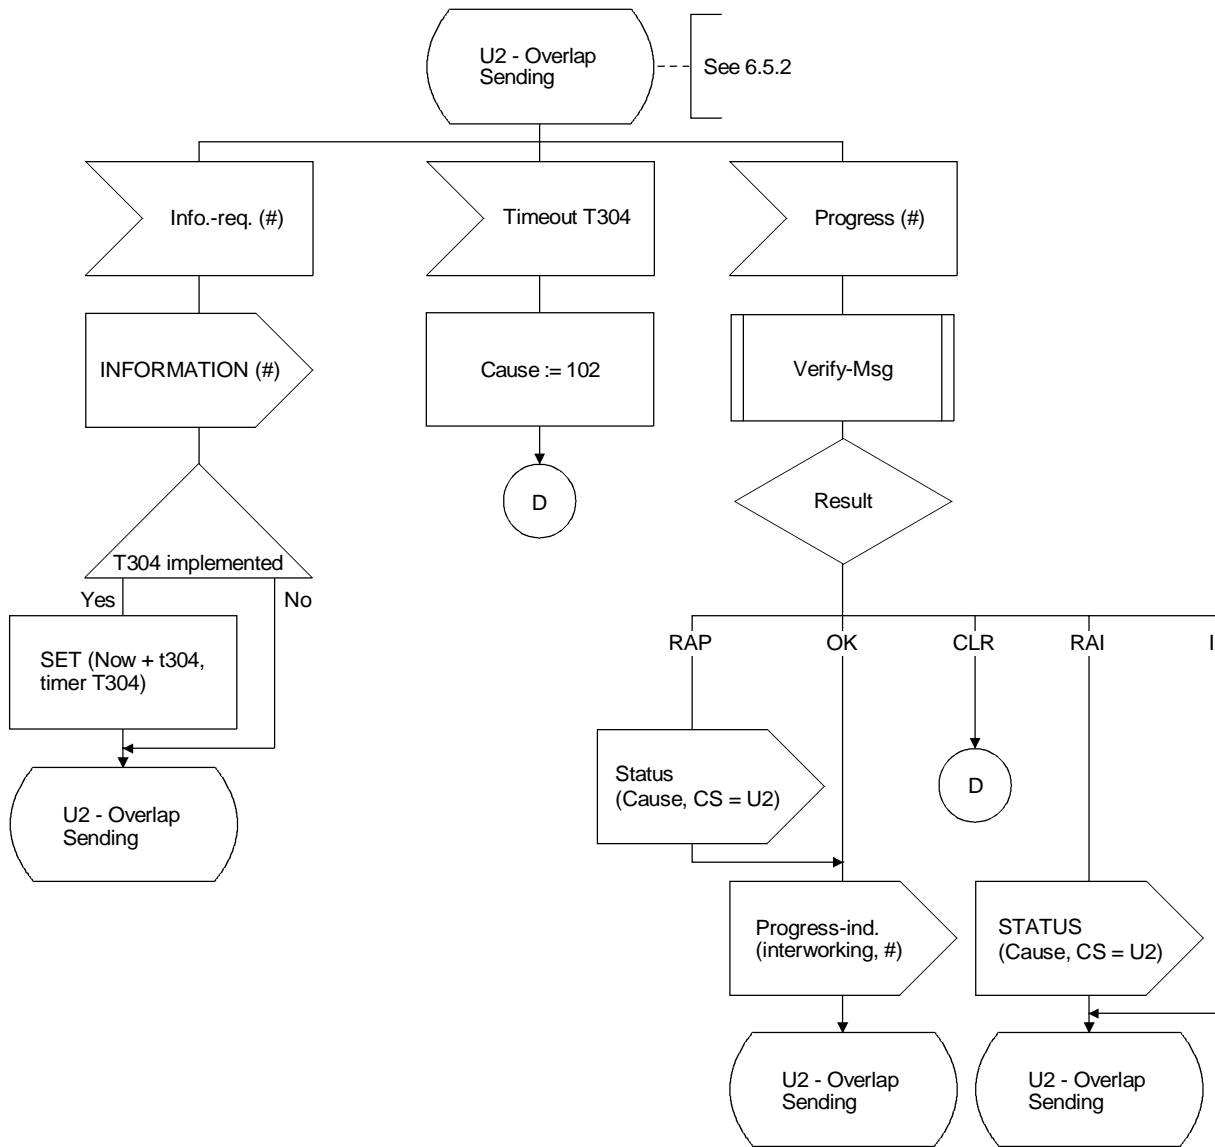 U2 - Overlap
Sending
See 6.5.2
Info.-req. (#)
Timeout T304
Progress (#)
INFORMATION (#)
Cause := 102
Verify-Msg
D
Result
T304 implemented
Yes
No
SET (Now + t304,
timer T304)
RAP
OK
CLR
RAI
I
Status
(Cause, CS = U2)
D
U2 - Overlap
Sending
Progress-ind.
(interworking, #)
STATUS
(Cause, CS = U2)
U2 - Overlap
Sending
U2 - Overlap
Sending